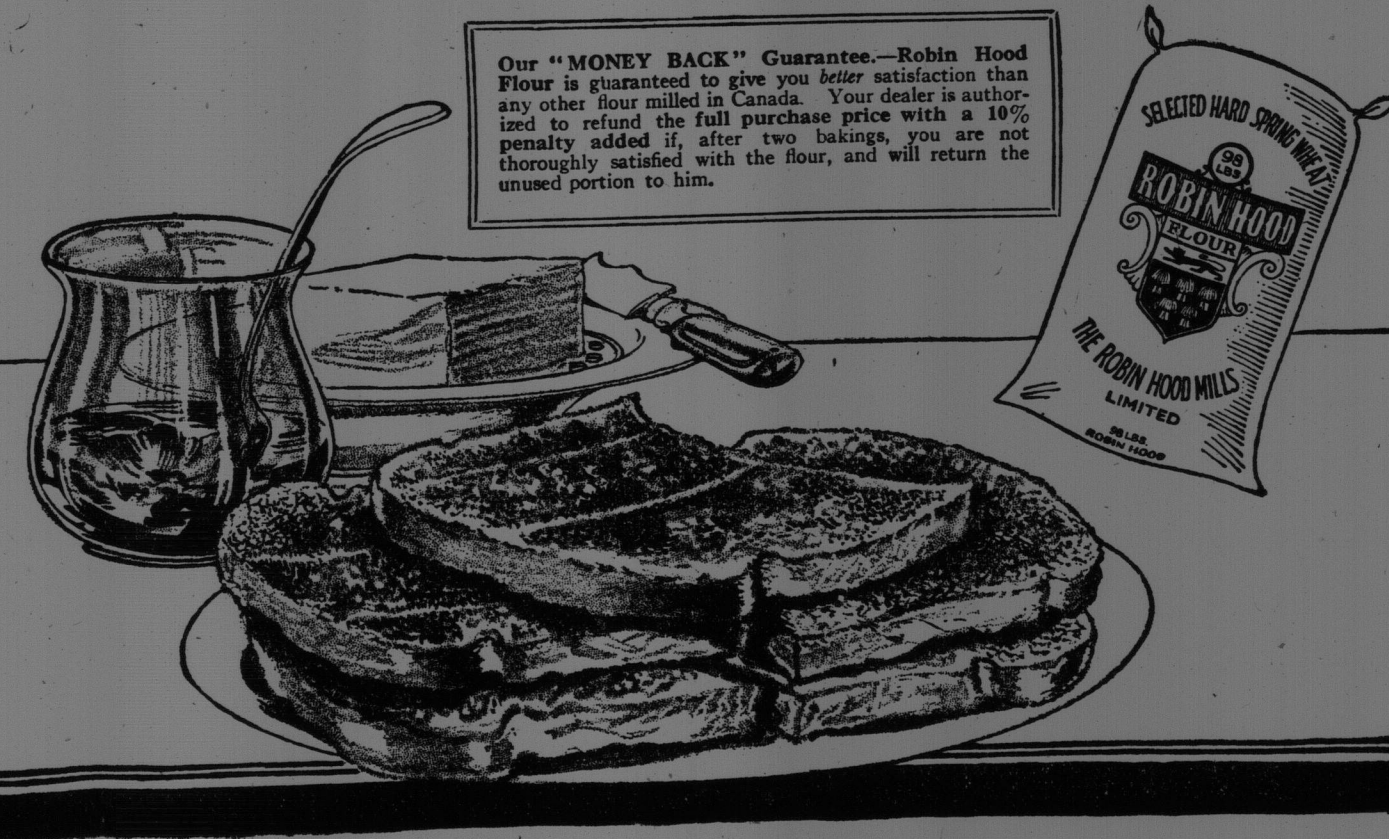 Our "MONEY BACK" Guarantee.—Robin Hood
Flour is guaranteed to give you better satisfaction than
any other flour milled in Canada. Your dealer is author-
ized to refund the full purchase price with a 10%
penalty added if, after two bakings, you are not
thoroughly satisfied with the flour, and will return the
unused portion to him.
SELECTED HARD SPRING WHEAT
98
LBS
ROBIN HOOD
FLOUR
THE ROBIN HOOD MILLS
LIMITED
98 LBS.
ROBIN HOOD